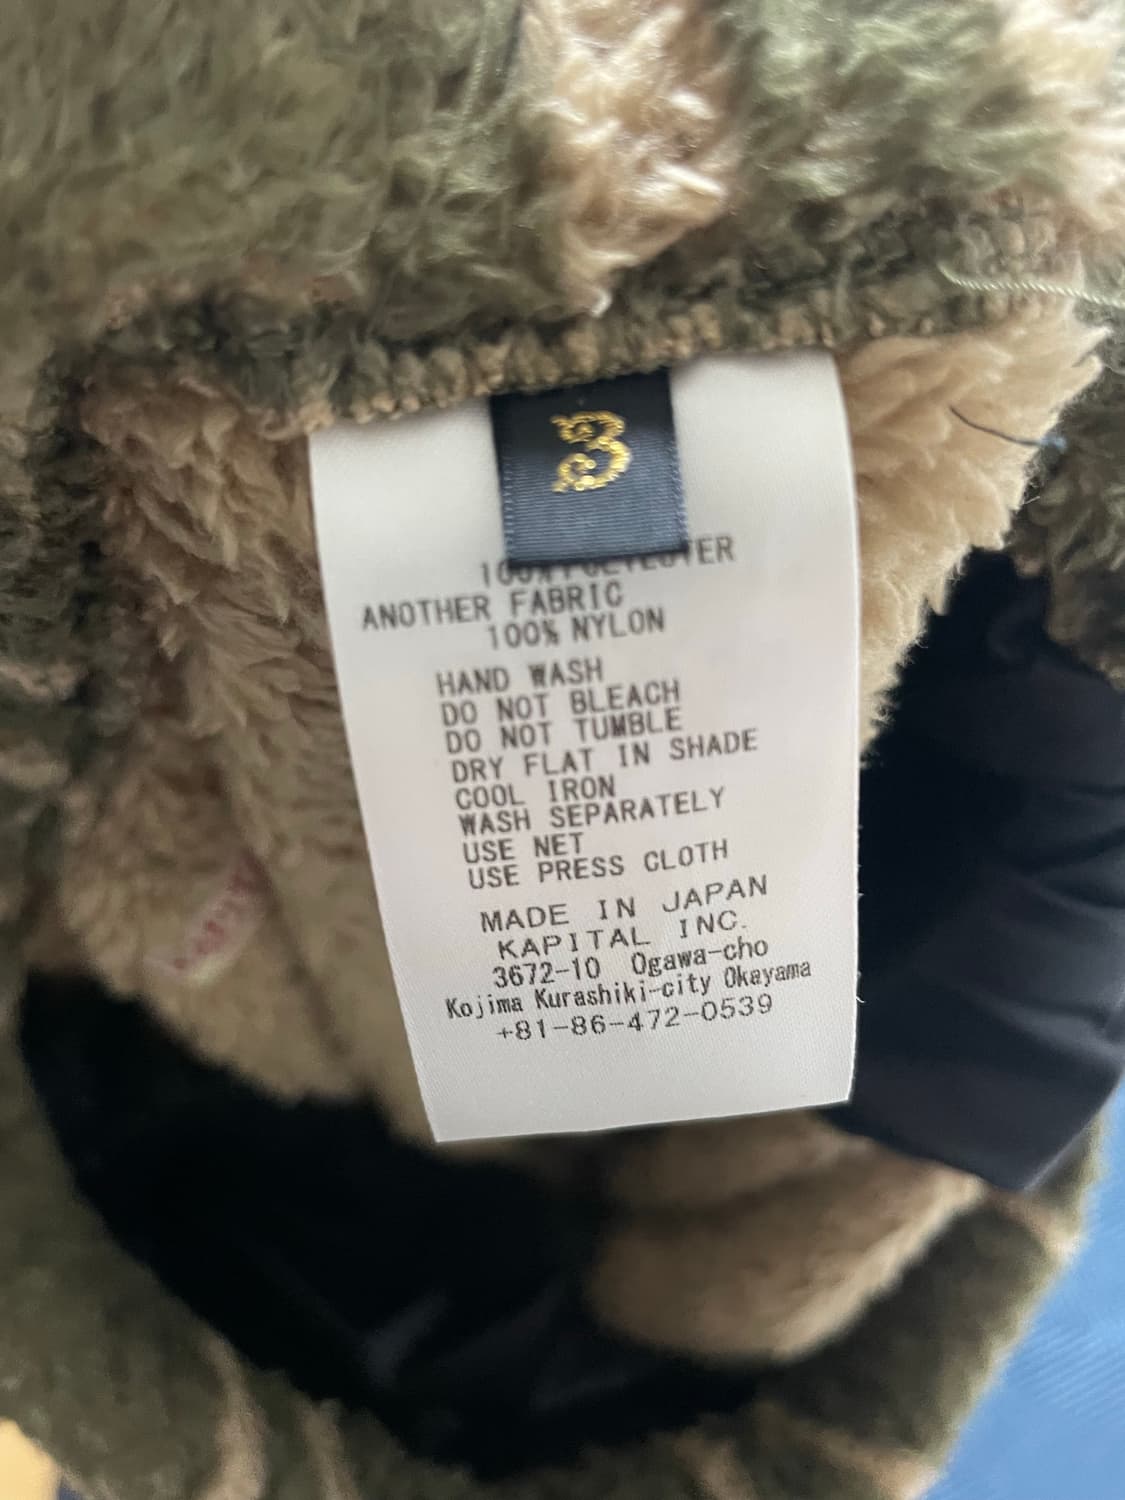 3
100% POLYESTER
ANOTHER FABRIC
100% NYLON
HAND WASH
DO NOT BLEACH
DO NOT TUMBLE
DRY FLAT IN SHADE
COOL IRON
WASH SEPARATELY
USE NET
USE PRESS CLOTH
MADE IN JAPAN
KAPITAL INC.
3672-10 Ogawa-cho
Kojima Kurashiki-city Okayama
+81-86-472-0539